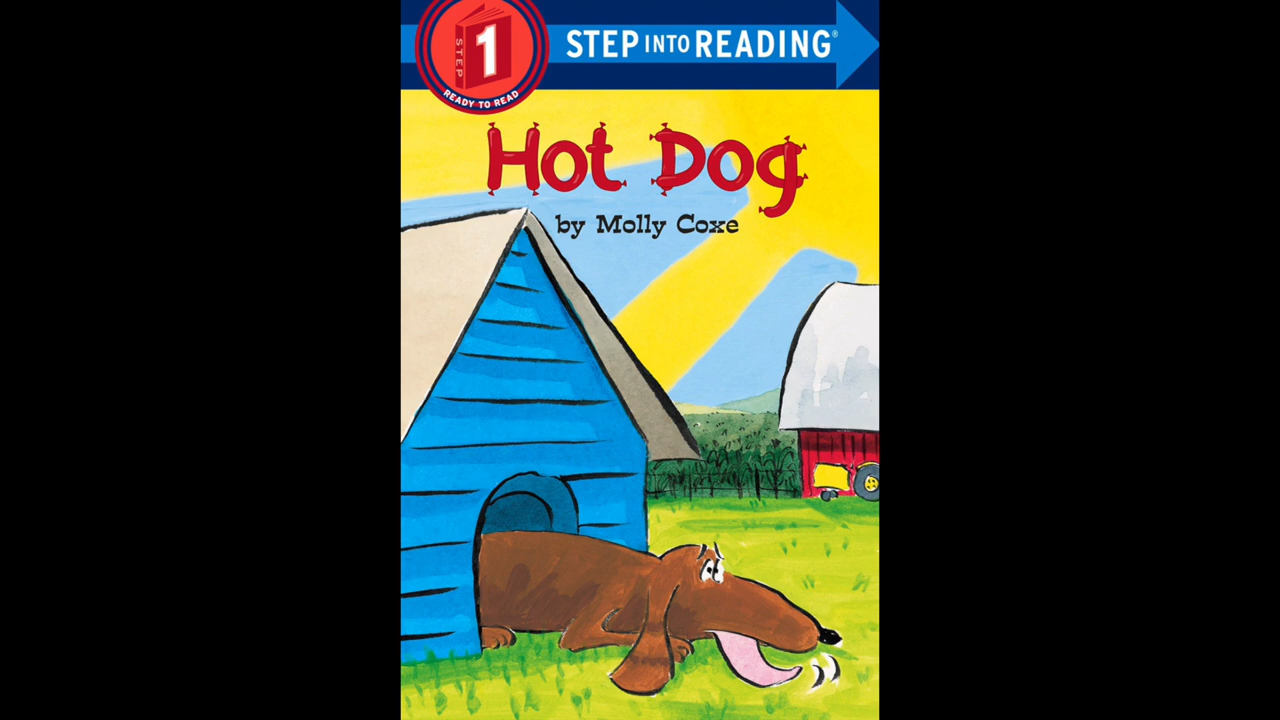 STEP 1
READY TO READ
STEP INTO READING®
Hot Dog
by Molly Coxe